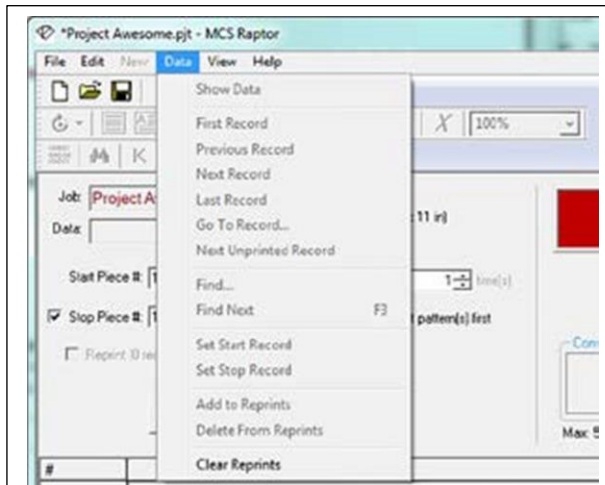 *Project Awesome.pjt - MCS Raptor
File Edit New Data View Help
Show Data
First Record
X 100%
Previous Record
Next Record
Job: Project A
Last Record
11 in)
Data:
Go To Record...
Next Unprinted Record
Start Piece #: 1
Find...
1 time(s)
Stop Piece #: 1
Find Next F3
pattern(s) first
Reprint 0 rec
Set Start Record
Set Stop Record
Add to Reprints
Delete From Reprints
Max:
#
Clear Reprints